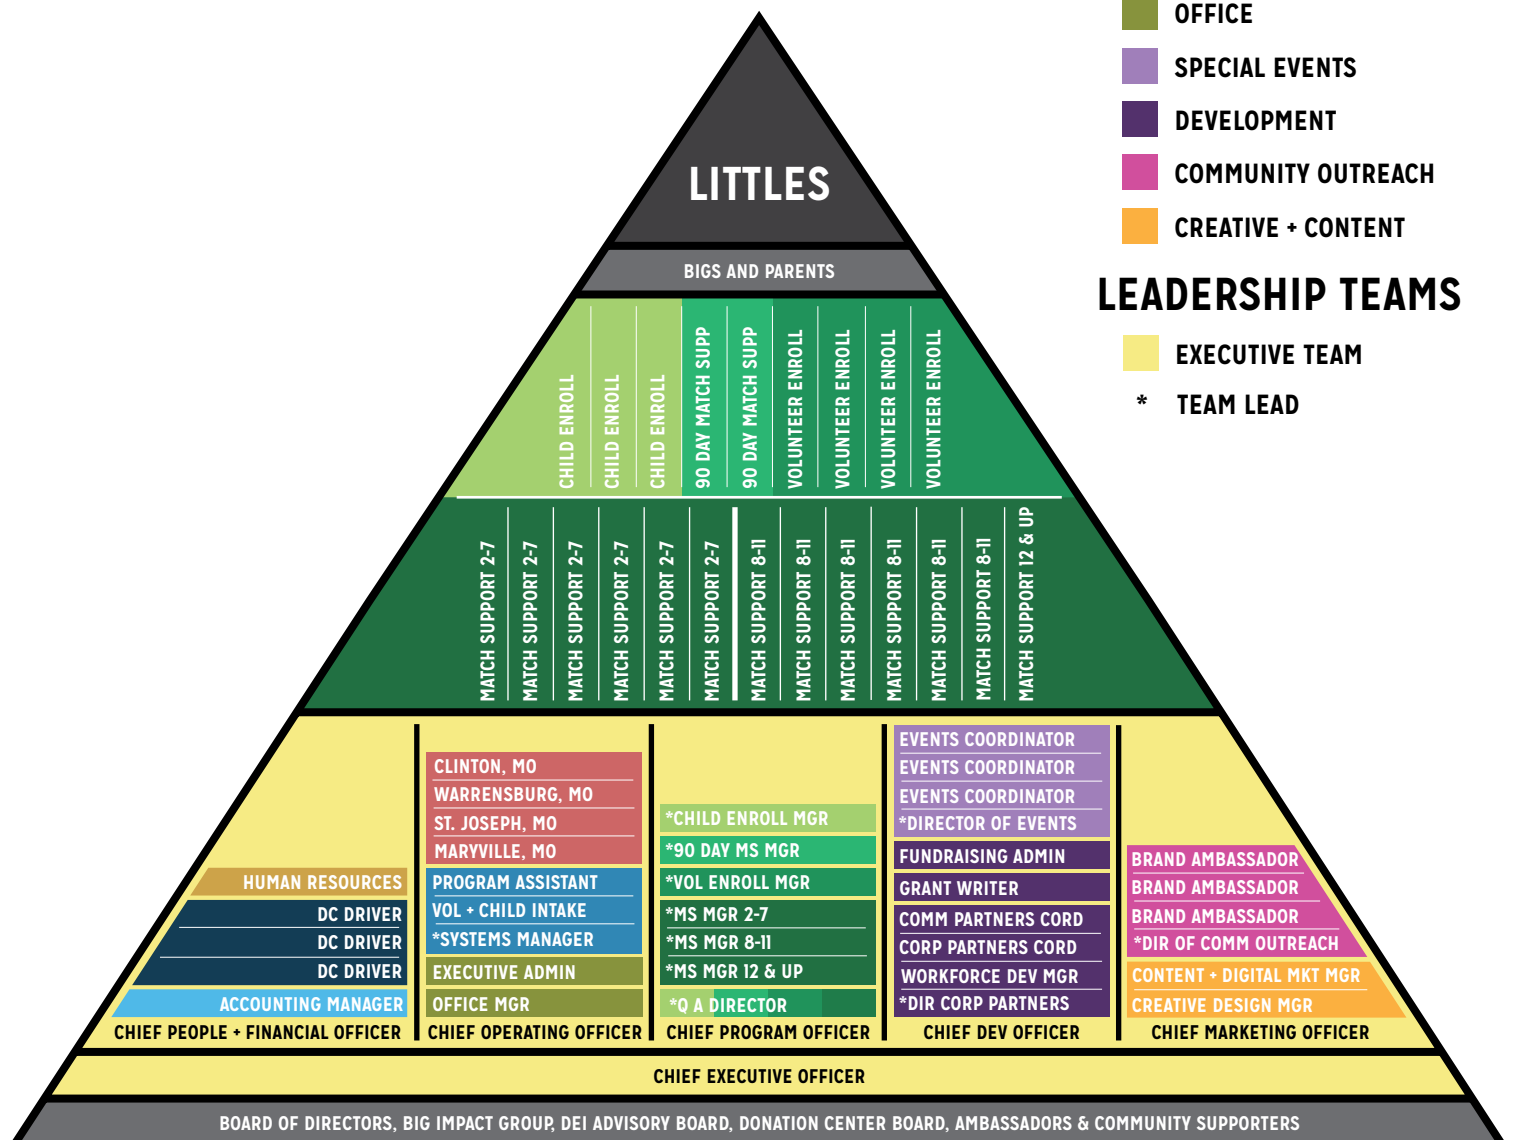 OFFICE
SPECIAL EVENTS
DEVELOPMENT
COMMUNITY OUTREACH
CREATIVE + CONTENT
LEADERSHIP TEAMS
EXECUTIVE TEAM
* TEAM LEAD
LITTLES
BIGS AND PARENTS
CHILD ENROLL
CHILD ENROLL
CHILD ENROLL
90 DAY MATCH SUPP
90 DAY MATCH SUPP
VOLUNTEER ENROLL
VOLUNTEER ENROLL
VOLUNTEER ENROLL
VOLUNTEER ENROLL
MATCH SUPPORT 2-7
MATCH SUPPORT 2-7
MATCH SUPPORT 2-7
MATCH SUPPORT 2-7
MATCH SUPPORT 2-7
MATCH SUPPORT 2-7
MATCH SUPPORT 8-11
MATCH SUPPORT 8-11
MATCH SUPPORT 8-11
MATCH SUPPORT 8-11
MATCH SUPPORT 8-11
MATCH SUPPORT 8-11
MATCH SUPPORT 12 & UP
HUMAN RESOURCES
DC DRIVER
DC DRIVER
DC DRIVER
ACCOUNTING MANAGER
CHIEF PEOPLE + FINANCIAL OFFICER
CLINTON, MO
WARRENSBURG, MO
ST. JOSEPH, MO
MARYVILLE, MO
PROGRAM ASSISTANT
VOL + CHILD INTAKE
*SYSTEMS MANAGER
EXECUTIVE ADMIN
OFFICE MGR
CHIEF OPERATING OFFICER
*CHILD ENROLL MGR
*90 DAY MS MGR
*VOL ENROLL MGR
*MS MGR 2-7
*MS MGR 8-11
*MS MGR 12 & UP
*Q A DIRECTOR
CHIEF PROGRAM OFFICER
EVENTS COORDINATOR
EVENTS COORDINATOR
EVENTS COORDINATOR
*DIRECTOR OF EVENTS
FUNDRAISING ADMIN
GRANT WRITER
COMM PARTNERS CORD
CORP PARTNERS CORD
WORKFORCE DEV MGR
*DIR CORP PARTNERS
CHIEF DEV OFFICER
BRAND AMBASSADOR
BRAND AMBASSADOR
BRAND AMBASSADOR
*DIR OF COMM OUTREACH
CONTENT + DIGITAL MKT MGR
CREATIVE DESIGN MGR
CHIEF MARKETING OFFICER
CHIEF EXECUTIVE OFFICER
BOARD OF DIRECTORS, BIG IMPACT GROUP, DEI ADVISORY BOARD, DONATION CENTER BOARD, AMBASSADORS & COMMUNITY SUPPORTERS